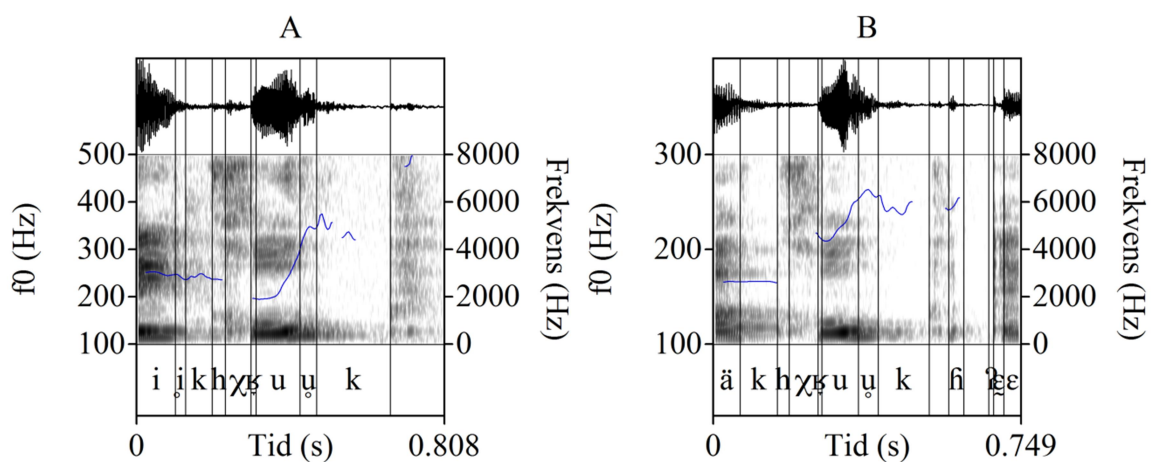 A
500
400
300
200
100
f0 (Hz)
8000
6000
4000
2000
0
Frekvens (Hz)
i i̥ k h χ ʁ̞ u u̥ k
0 Tid (s) 0.808
B
300
200
100
f0 (Hz)
8000
6000
4000
2000
0
Frekvens (Hz)
ä k h χ ʁ̞ u u̥ k ɦ ʔ ɛ̰ ɛ
0 Tid (s) 0.749